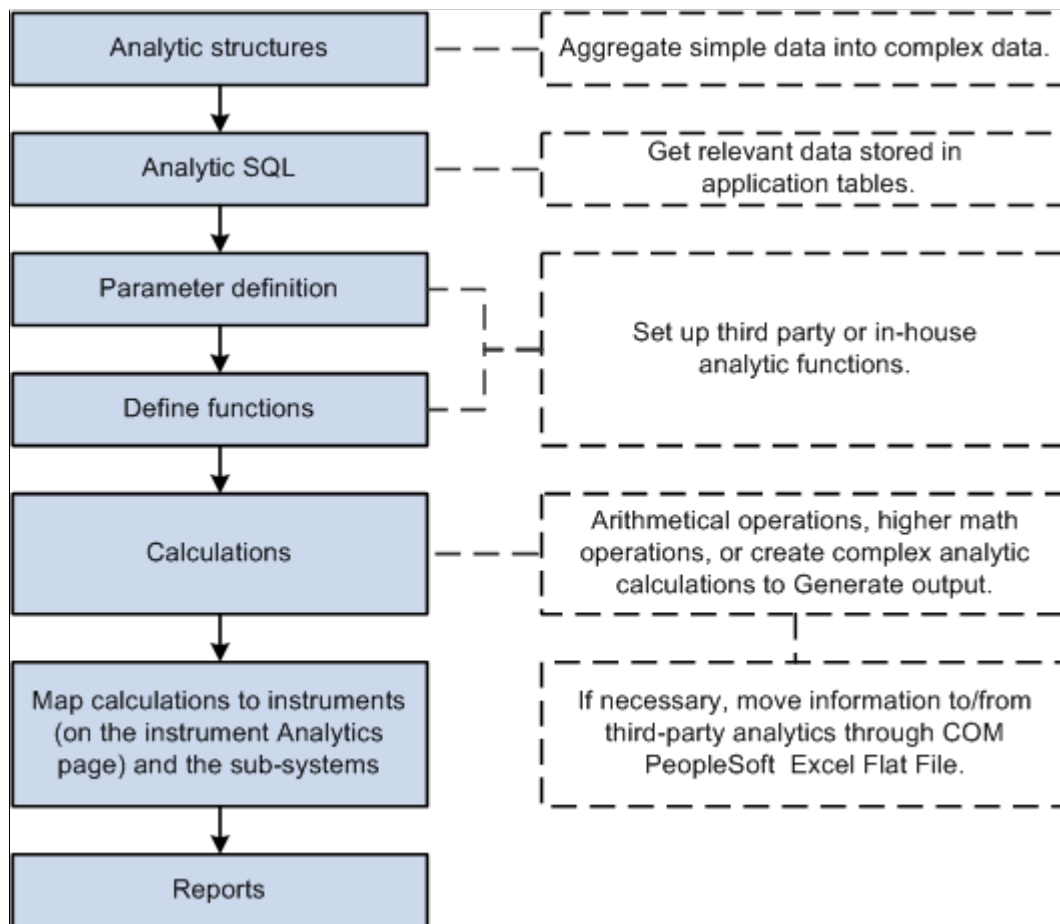 Analytic structures
Aggregate simple data into complex data.
Analytic SQL
Get relevant data stored in
application tables.
Parameter definition
Set up third party or in-house
analytic functions.
Define functions
Calculations
Arithmetical operations, higher math
operations, or create complex analytic
calculations to Generate output.
Map calculations to instruments
(on the instrument Analytics
page) and the sub-systems
If necessary, move information to/from
third-party analytics through COM
PeopleSoft Excel Flat File.
Reports